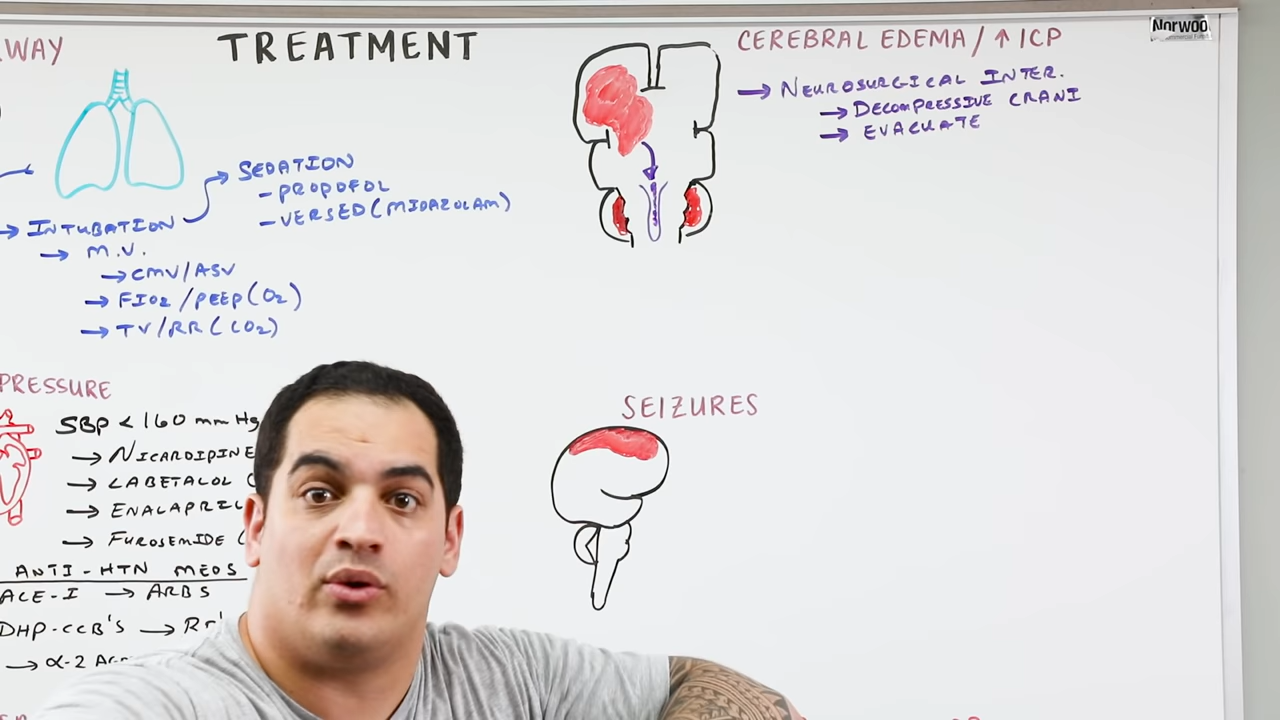 TREATMENT
SEDATION
- PROPOFOL
- VERSED (MIDAZOLAM)
→ INTUBATION
→ M.V.
→ CMV/ASV
→ FIO2/PEEP (O2)
→ TV/RR (CO2)
PRESSURE
SBP < 160 mmHg
→ NICARDIPINE
→ LABETALOL
→ ENALAPRIL
→ FUROSEMIDE (
ANTI-HTN MEDS
ACE-I → ARBS
DHP-CCB'S →
→ α-2
CEREBRAL EDEMA / ↑ ICP
→ NEUROSURGICAL INTER.
→ DECOMPRESSIVE CRANI
→ EVACUATE
SEIZURES
Norwoo